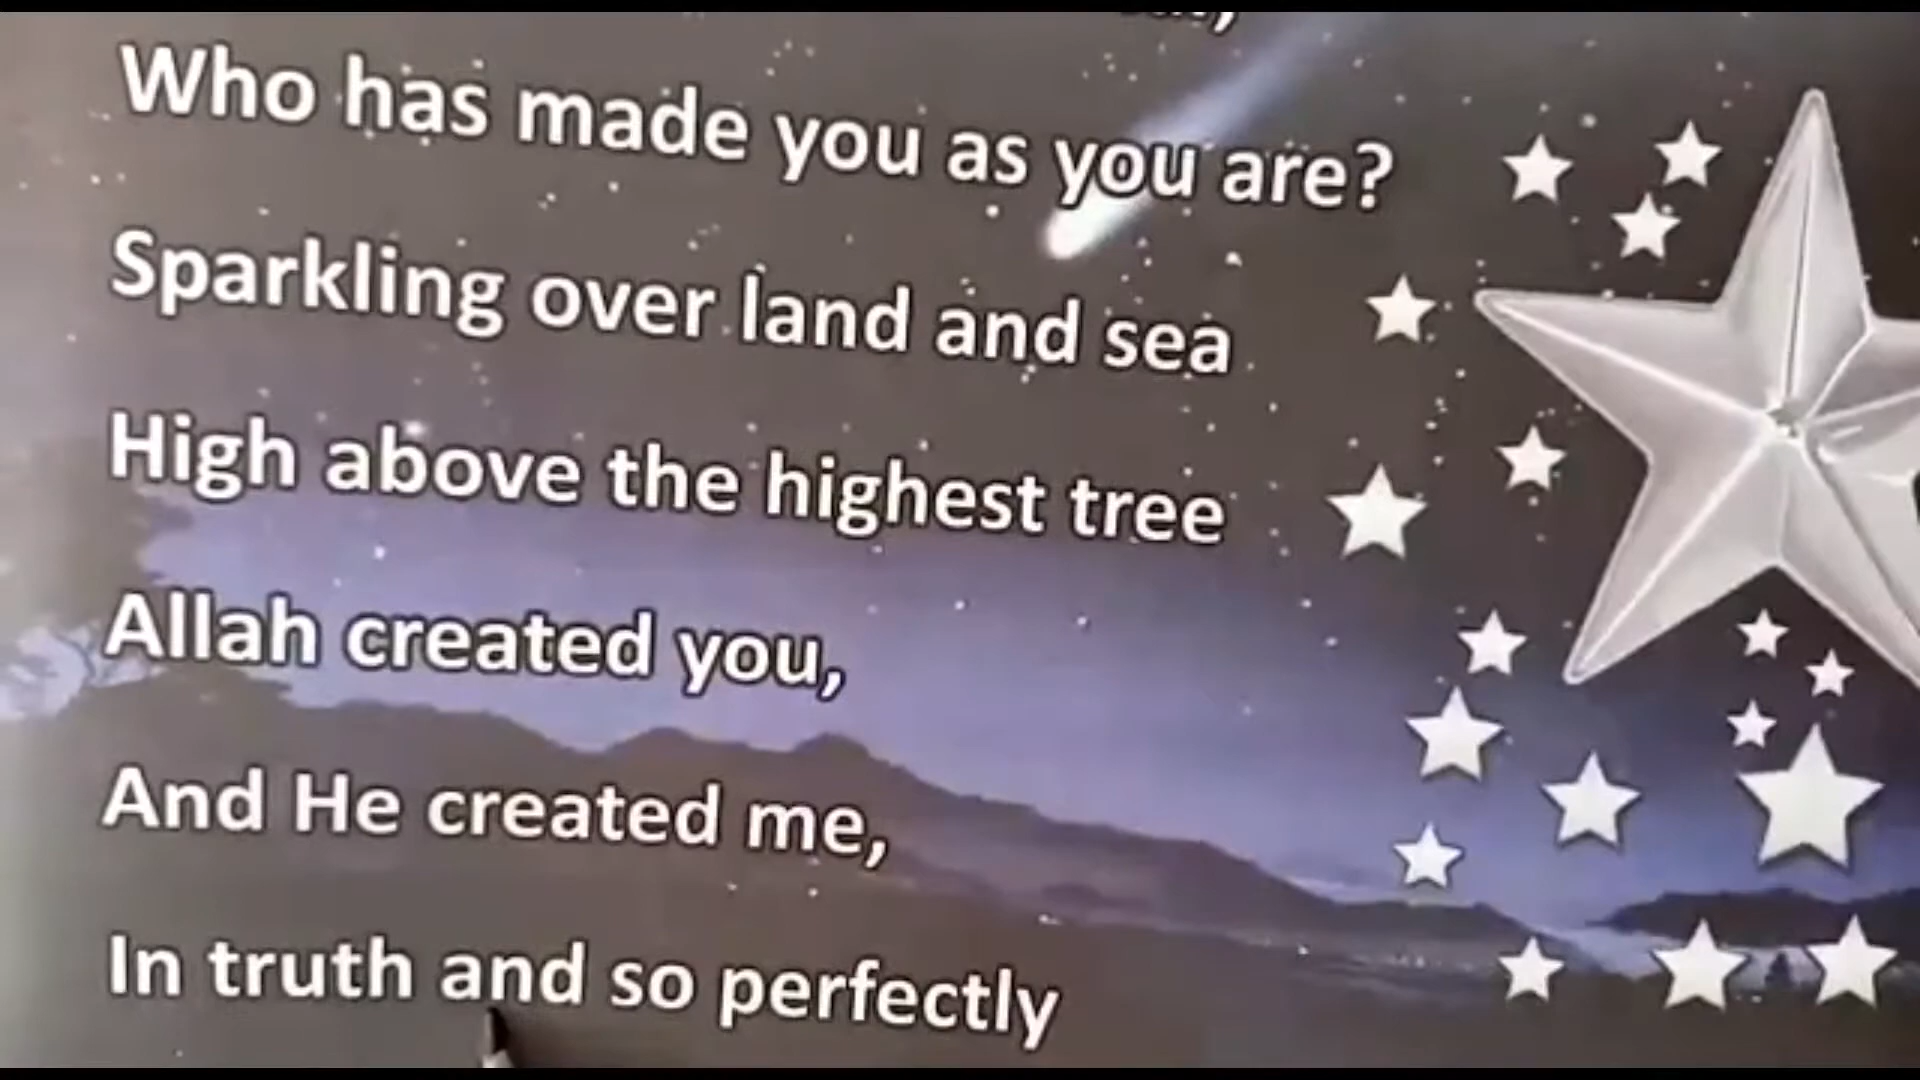 Who has made you as you are?
Sparkling over land and sea
High above the highest tree
Allah created you,
And He created me,
In truth and so perfectly